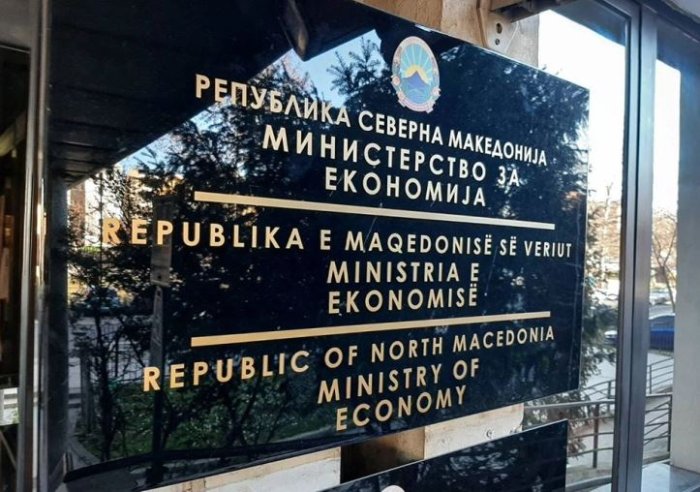 РЕПУБЛИКА СЕВЕРНА МАКЕДОНИЈА
МИНИСТЕРСТВО ЗА
ЕКОНОМИЈА
REPUBLIKA E MAQEDONISË SË VERIUT
MINISTRIA E
EKONOMISË
REPUBLIC OF NORTH MACEDONIA
MINISTRY OF
ECONOMY